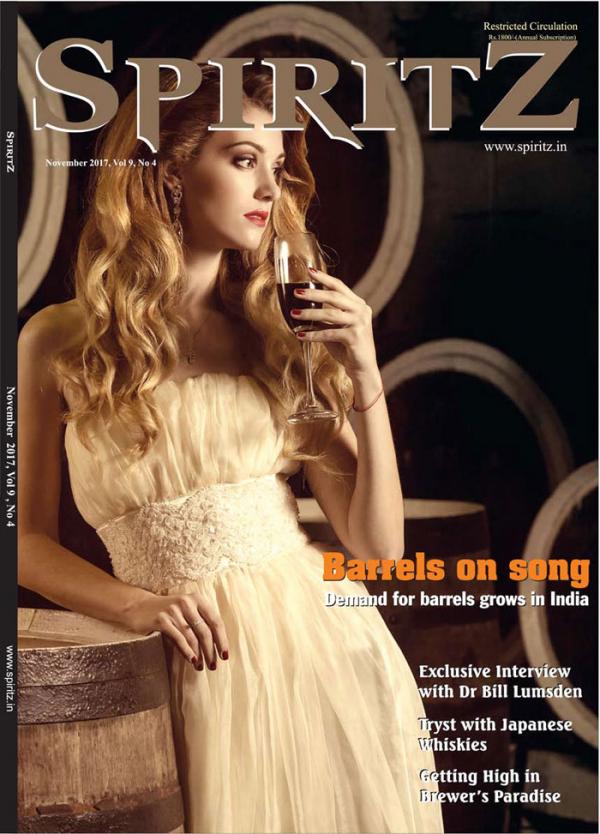 Restricted Circulation
Rs.1800/-(Annual Subscription)
SPIRITZ
www.spiritz.in
November 2017, Vol 9, No 4
Barrels on song
Demand for barrels grows in India
Exclusive Interview
with Dr Bill Lumsden
Tryst with Japanese
Whiskies
Getting High in
Brewer's Paradise
SPIRITZ
November 2017, Vol 9 , No 4
www.spiritz.in